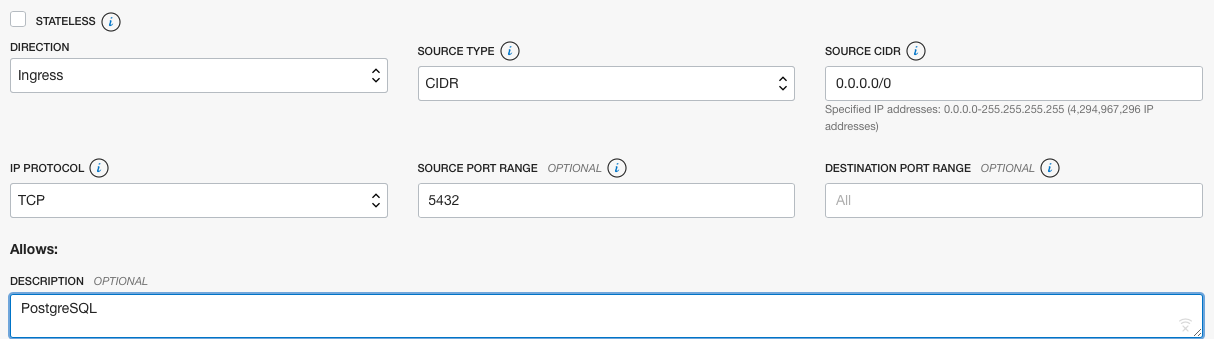 STATELESS
DIRECTION
SOURCE TYPE
SOURCE CIDR
Ingress
CIDR
0.0.0.0/0
Specified IP addresses: 0.0.0.0-255.255.255.255 (4,294,967,296 IP
addresses)
IP PROTOCOL
SOURCE PORT RANGE OPTIONAL
DESTINATION PORT RANGE OPTIONAL
TCP
5432
All
Allows:
DESCRIPTION OPTIONAL
PostgreSQL